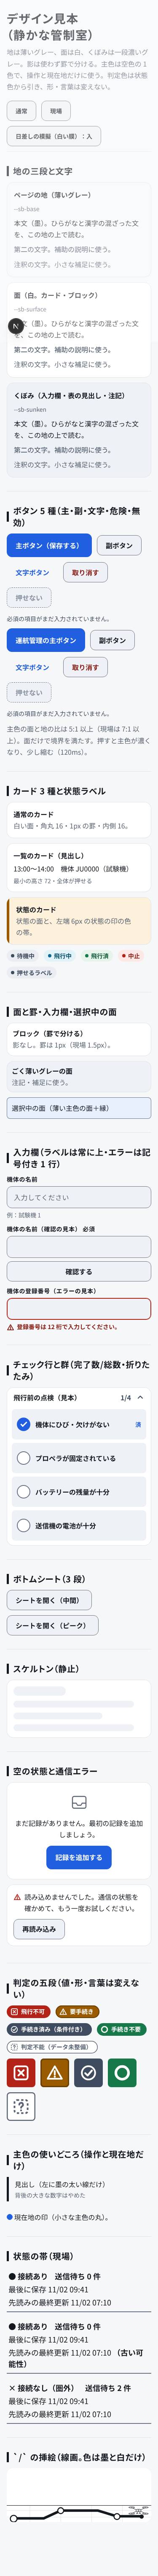 デザイン見本
（静かな管制室）
地は薄いグレー、面は白、くぼみは一段濃いグ
レー。影は使わず罫で分ける。主色は空色の 1
色で、操作と現在地だけに使う。判定色は状態
色から引き、形・言葉は変えない。
通常
現場
日差しの模擬（白い膜）：入
地の三段と文字
ページの地（薄いグレー）
--sb-base
本文（墨）。ひらがなと漢字の混ざった文
を、この地の上で読む。
第二の文字。補助の説明に使う。
注釈の文字。小さな補足に使う。
面（白。カード・ブロック）
--sb-surface
（墨）。ひらがなと漢字の混ざった文
N
を、この地の上で読む。
第二の文字。補助の説明に使う。
注釈の文字。小さな補足に使う。
くぼみ（入力欄・表の見出し・注記）
--sb-sunken
本文（墨）。ひらがなと漢字の混ざった文
を、この地の上で読む。
第二の文字。補助の説明に使う。
注釈の文字。小さな補足に使う。
ボタン 5 種（主・副・文字・危険・無
効）
主ボタン（保存する）
副ボタン
文字ボタン
取り消す
押せない
必須の項目がまだ入力されていません。
運航管理の主ボタン
副ボタン
文字ボタン
取り消す
押せない
必須の項目がまだ入力されていません。
主色の面と地の比は 5:1 以上（現場は 7:1 以
上）。面だけで境界を満たす。押すと主色が濃く
なり、少し縮む（120ms）。
カード 3 種と状態ラベル
通常のカード
白い面・角丸 16・1px の罫・内側 16。
一覧のカード（見出し）
13:00〜14:00 機体 JU00000（試験機）
最小の高さ 72・全体が押せる
状態のカード
状態の面と、左端 6px の状態の印の色
の帯。
待機中
飛行中
飛行済
中止
押せるラベル
面と罫・入力欄・選択中の面
ブロック（罫で分ける）
影なし。罫は 1px（現場 1.5px）。
ごく薄いグレーの面
注記・補足に使う。
選択中の面（薄い主色の面＋縁）
入力欄（ラベルは常に上・エラーは記
号付き 1 行）
機体の名前
入力してください
例：試験機 1
機体の名前（確認の見本） 必須
確認する
機体の登録番号（エラーの見本）
登録番号は 12 桁で入力してください。
チェック行と群（完了数/総数・折りた
たみ）
飛行前の点検（見本）
1/4
機体にひび・欠けがない
済
プロペラが固定されている
バッテリーの残量が十分
送信機の電池が十分
ボトムシート（3 段）
シートを開く（中間）
シートを開く（ピーク）
スケルトン（静止）
空の状態と通信エラー
まだ記録がありません。最初の記録を追加
しましょう。
記録を追加する
読み込めませんでした。通信の状態を
確かめて、もう一度お試しください。
再読み込み
判定の五段（値・形・言葉は変えな
い）
飛行不可
要手続き
手続き済み（条件付き）
手続き不要
判定不能（データ未整備）
主色の使いどころ（操作と現在地だ
け）
見出し（左に墨の太い線だけ）
背後の大きな数字はやめた
現在地の印（小さな主色の丸）。
状態の帯（現場）
● 接続あり 送信待ち 0 件
最後に保存 11/02 09:41
先読みの最終更新 11/02 07:10
● 接続あり 送信待ち 0 件
最後に保存 11/02 09:41
先読みの最終更新 11/02 07:10 （古い可
能性）
× 接続なし（圏外） 送信待ち 2 件
最後に保存 11/02 09:41
先読みの最終更新 11/02 07:10
`/` の挿絵（線画。色は墨と白だけ）